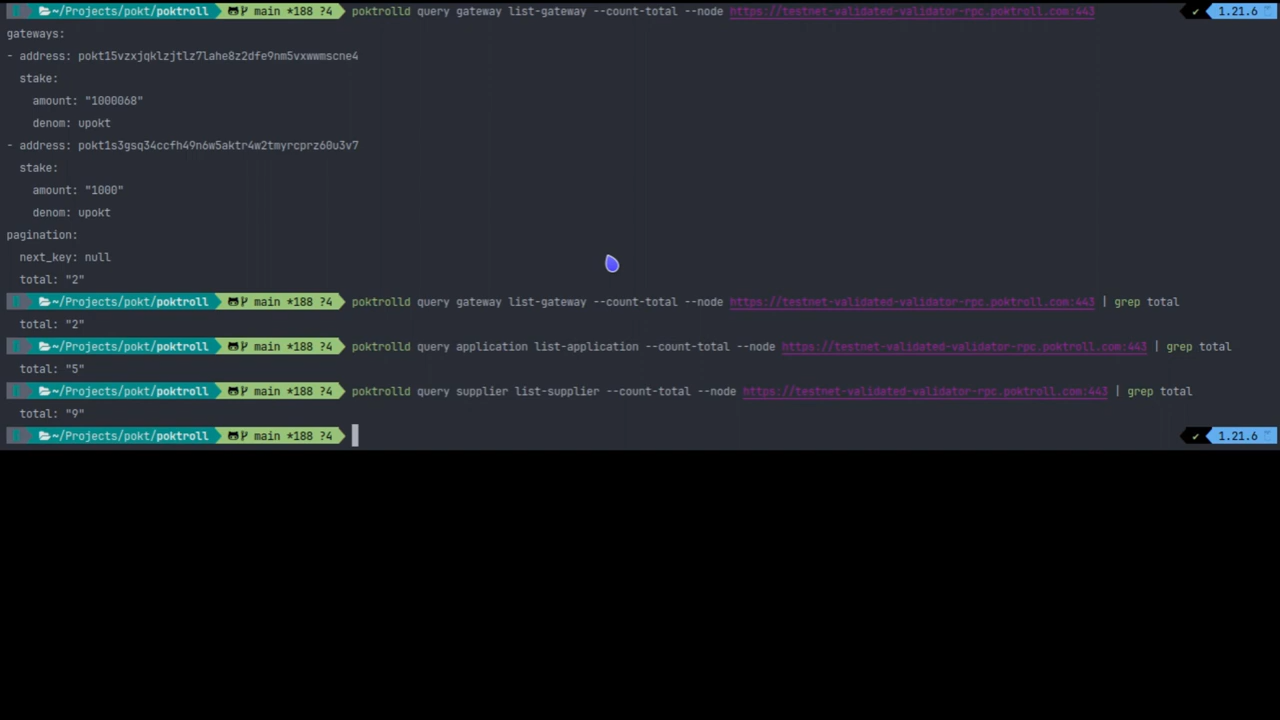 ~/Projects/pokt/poktroll main *188 ?4 poktrolld query gateway list-gateway --count-total --node https://testnet-validated-validator-rpc.poktroll.com:443 ✔ 1.21.6
gateways:
- address: pokt15vzxjqklzjtlz7lahe8z2dfe9nm5vxwwmscne4
stake:
amount: "1000068"
denom: upokt
- address: pokt1s3gsq34ccfh49n6w5aktr4w2tmyrcprz60u3v7
stake:
amount: "1000"
denom: upokt
pagination:
next_key: null
total: "2"
~/Projects/pokt/poktroll main *188 ?4 poktrolld query gateway list-gateway --count-total --node https://testnet-validated-validator-rpc.poktroll.com:443 | grep total
total: "2"
~/Projects/pokt/poktroll main *188 ?4 poktrolld query application list-application --count-total --node https://testnet-validated-validator-rpc.poktroll.com:443 | grep total
total: "5"
~/Projects/pokt/poktroll main *188 ?4 poktrolld query supplier list-supplier --count-total --node https://testnet-validated-validator-rpc.poktroll.com:443 | grep total
total: "9"
~/Projects/pokt/poktroll main *188 ?4 ✔ 1.21.6